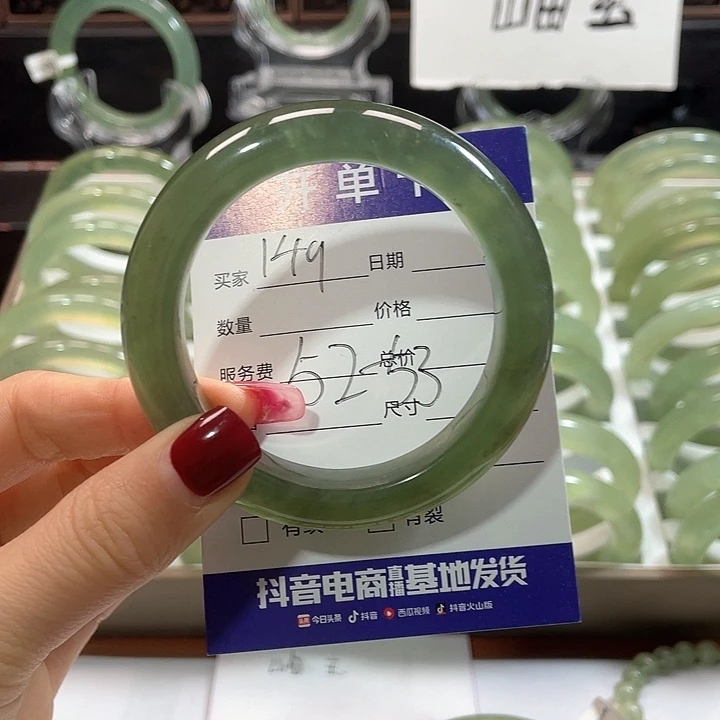 开单卡
买家 149 日期
数量 价格
服务费 总价
52-53 尺寸
有裂
抖音电商直播基地发货
今日头条 抖音 西瓜视频 抖音火山版